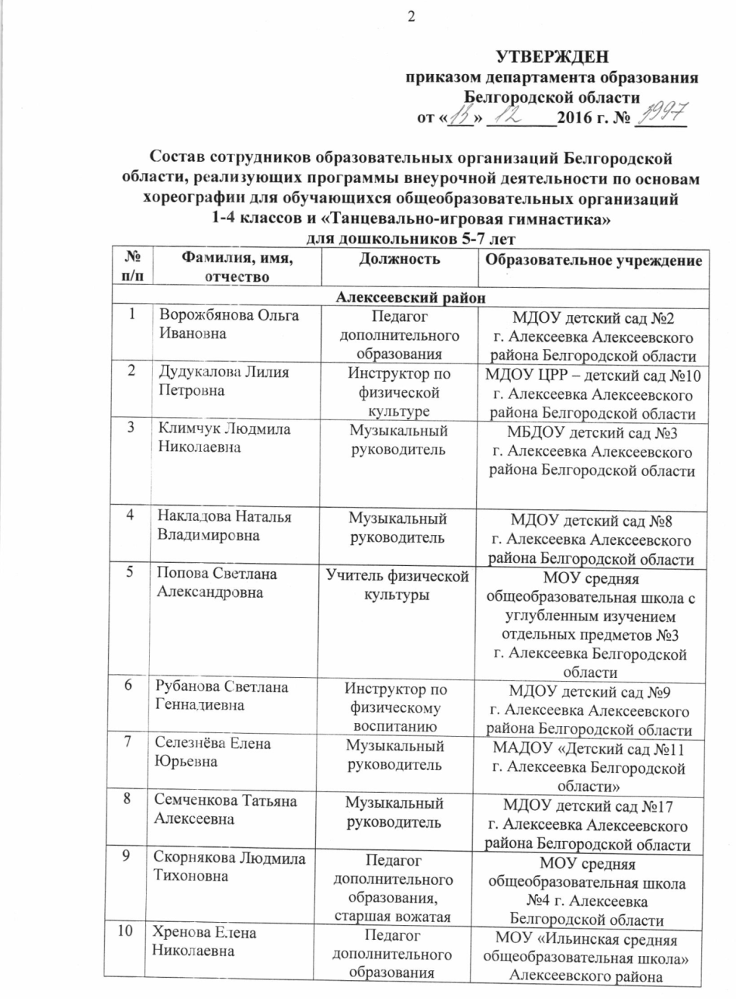 2
УТВЕРЖДЕН
приказом департамента образования
Белгородской области
от «13» 12 2016 г. № 3997
Состав сотрудников образовательных организаций Белгородской
области, реализующих программы внеурочной деятельности по основам
хореографии для обучающихся общеобразовательных организаций
1-4 классов и «Танцевально-игровая гимнастика»
для дошкольников 5-7 лет
№ Фамилия, имя, Должность Образовательное учреждение
п/п отчество
Алексеевский район
1 Ворожбянова Ольга Педагог МДОУ детский сад №2
Ивановна дополнительного г. Алексеевка Алексеевского
образования района Белгородской области
2 Дудукалова Лилия Инструктор по МДОУ ЦРР – детский сад №10
Петровна физической г. Алексеевка Алексеевского
культуре района Белгородской области
3 Климчук Людмила Музыкальный МБДОУ детский сад №3
Николаевна руководитель г. Алексеевка Алексеевского
района Белгородской области
4 Накладова Наталья Музыкальный МДОУ детский сад №8
Владимировна руководитель г. Алексеевка Алексеевского
района Белгородской области
5 Попова Светлана Учитель физической МОУ средняя
Александровна культуры общеобразовательная школа с
углубленным изучением
отдельных предметов №3
г. Алексеевка Белгородской
области
6 Рубанова Светлана Инструктор по МДОУ детский сад №9
Геннадиевна физическому г. Алексеевка Алексеевского
воспитанию района Белгородской области
7 Селезнёва Елена Музыкальный МАДОУ «Детский сад №11
Юрьевна руководитель г. Алексеевка Белгородской
области»
8 Семченкова Татьяна Музыкальный МДОУ детский сад №17
Алексеевна руководитель г. Алексеевка Алексеевского
района Белгородской области
9 Скорнякова Людмила Педагог МОУ средняя
Тихоновна дополнительного общеобразовательная школа
образования, №4 г. Алексеевка
старшая вожатая Белгородской области
10 Хренова Елена Педагог МОУ «Ильинская средняя
Николаевна дополнительного общеобразовательная школа»
образования Алексеевского района